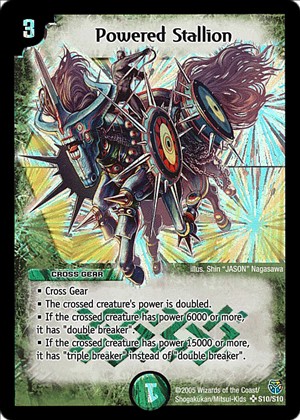 3
Powered Stallion
illus. Shin "JASON" Nagasawa
CROSS GEAR
▪ Cross Gear
▪ The crossed creature's power is doubled.
▪ If the crossed creature has power 6000 or more,
it has "double breaker".
▪ If the crossed creature has power 15000 or more,
it has "triple breaker" instead of "double breaker".
1
©2005 Wizards of the Coast/
Shogakukan/Mitsui-Kids S10/S10